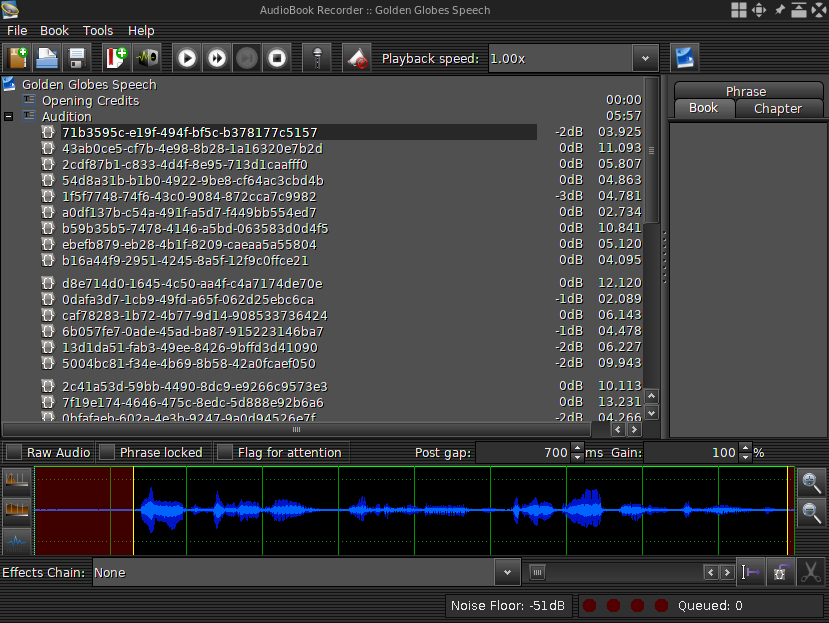 AudioBook Recorder :: Golden Globes Speech
File Book Tools Help
Playback speed: 1.00x
Golden Globes Speech
Opening Credits 00:00
Audition 05:57
71b3595c-e19f-494f-bf5c-b378177c5157 -2dB 03.925
43ab0ce5-cf7b-4e98-8b28-1a16320e7b2d 0dB 11.093
2cdf87b1-c833-4d4f-8e95-713d1caafff0 0dB 05.807
54d8a31b-b1b0-4922-9be8-cf64ac3cbd4b 0dB 04.863
1f5f7748-74f6-43c0-9084-872cca7c9982 -3dB 04.781
a0df137b-c54a-491f-a5d7-f449bb554ed7 0dB 02.734
b59b35b5-7478-4146-a5bd-063583d0d4f5 0dB 10.841
ebefb879-eb28-4b1f-8209-caeaa5a55804 0dB 05.120
b16a44f9-2951-4245-8a5f-12f9c0ffce21 0dB 04.095
d8e714d0-1645-4c50-aa4f-c4a7174de70e 0dB 12.120
0dafa3d7-1cb9-49fd-a65f-062d25ebc6ca -1dB 02.089
caf78283-1b72-4b77-9d14-908533736424 0dB 06.143
6b057fe7-0ade-45ad-ba87-915223146ba7 -1dB 04.478
13d1da51-fab3-49ee-8426-9bffd3d41090 -2dB 06.227
5004bc81-f34e-4b69-8b58-42a0fcaef050 -2dB 09.943
2c41a53d-59bb-4490-8dc9-e9266c9573e3 0dB 10.113
7f19e174-4646-475c-8edc-5d888e92b6a6 0dB 13.231
0bfafaeb-602a-4e3b-9247-9a0d94526e7f -2dB 04.266
Phrase
Book Chapter
Raw Audio Phrase locked Flag for attention Post gap: 700 ms Gain: 100 %
Effects Chain: None
Noise Floor: -51dB Queued: 0